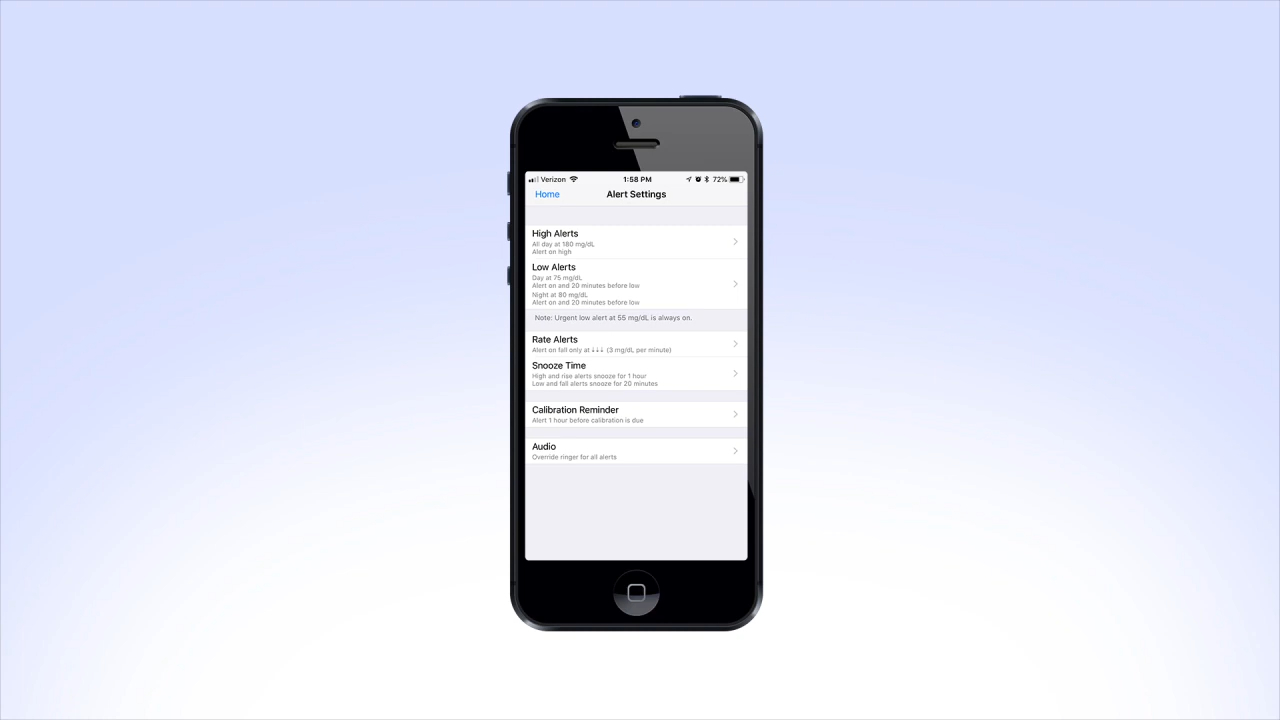 Verizon 1:58 PM 72%
Home Alert Settings
High Alerts
All day at 180 mg/dL
Alert on high
Low Alerts
Day at 75 mg/dL
Alert on and 20 minutes before low
Night at 80 mg/dL
Alert on and 20 minutes before low
Note: Urgent low alert at 55 mg/dL is always on.
Rate Alerts
Alert on fall only at ↓↓↓ (3 mg/dL per minute)
Snooze Time
High and rise alerts snooze for 1 hour
Low and fall alerts snooze for 20 minutes
Calibration Reminder
Alert 1 hour before calibration is due
Audio
Override ringer for all alerts